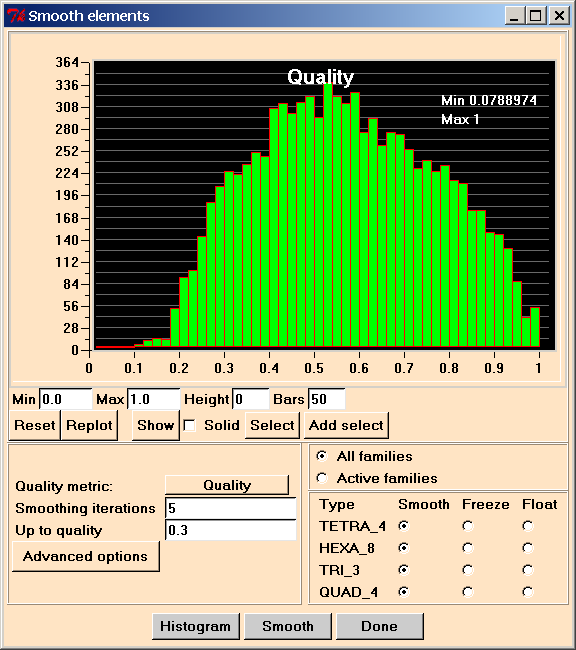 Smooth elements
Quality
Min 0.0788974
Max 1
364
336
308
280
252
224
196
168
140
112
84
56
28
0
0 0.1 0.2 0.3 0.4 0.5 0.6 0.7 0.8 0.9 1
Min 0.0 Max 1.0 Height 0 Bars 50
Reset Replot Show Solid Select Add select
All families
Active families
Quality metric: Quality
Smoothing iterations 5
Up to quality 0.3
Advanced options
Type Smooth Freeze Float
TETRA_4
HEXA_8
TRI_3
QUAD_4
Histogram Smooth Done